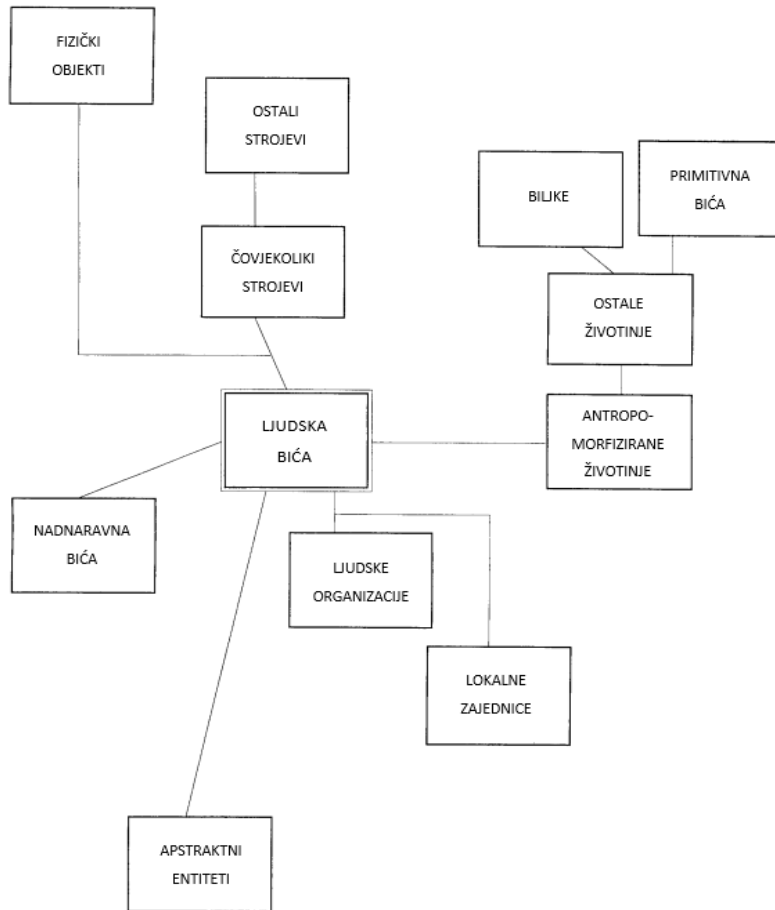 FIZIČKI
OBJEKTI
OSTALI
STROJEVI
BILJKE
PRIMITIVNA
BIĆA
ČOVJEKOLIKI
STROJEVI
OSTALE
ŽIVOTINJE
LJUDSKA
BIĆA
ANTROPO-
MORFIZIRANE
ŽIVOTINJE
NADNARAVNA
BIĆA
LJUDSKE
ORGANIZACIJE
LOKALNE
ZAJEDNICE
APSTRAKTNI
ENTITETI